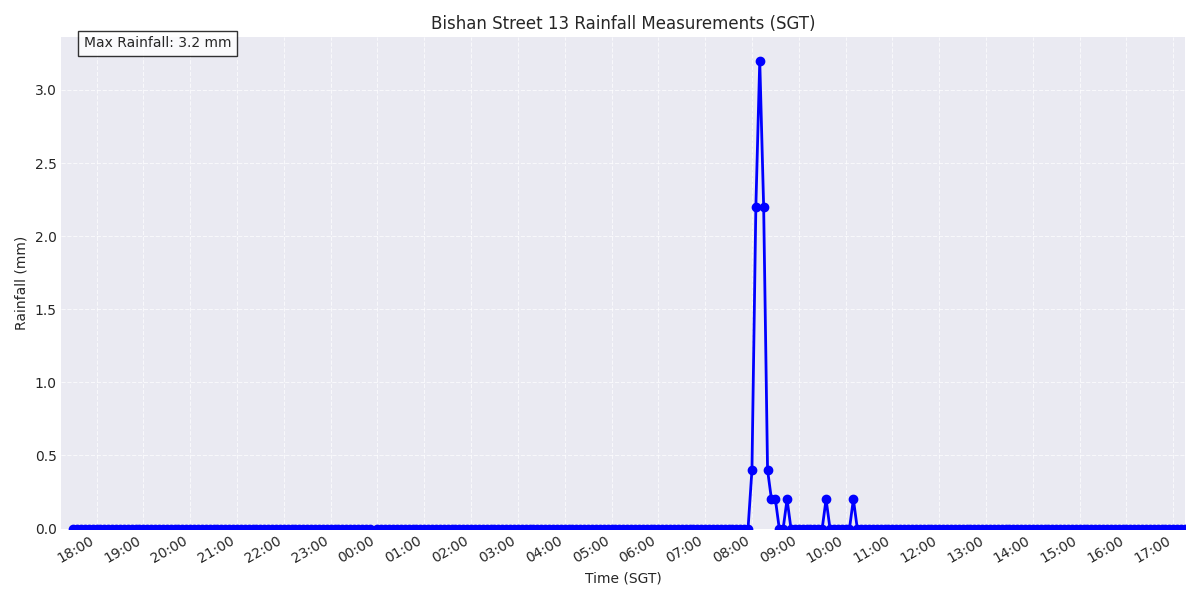 Bishan Street 13 Rainfall Measurements (SGT)
Max Rainfall: 3.2 mm
3.0
2.5
2.0
1.5
1.0
0.5
0.0
Rainfall (mm)
18:00 19:00 20:00 21:00 22:00 23:00 00:00 01:00 02:00 03:00 04:00 05:00 06:00 07:00 08:00 09:00 10:00 11:00 12:00 13:00 14:00 15:00 16:00 17:00
Time (SGT)